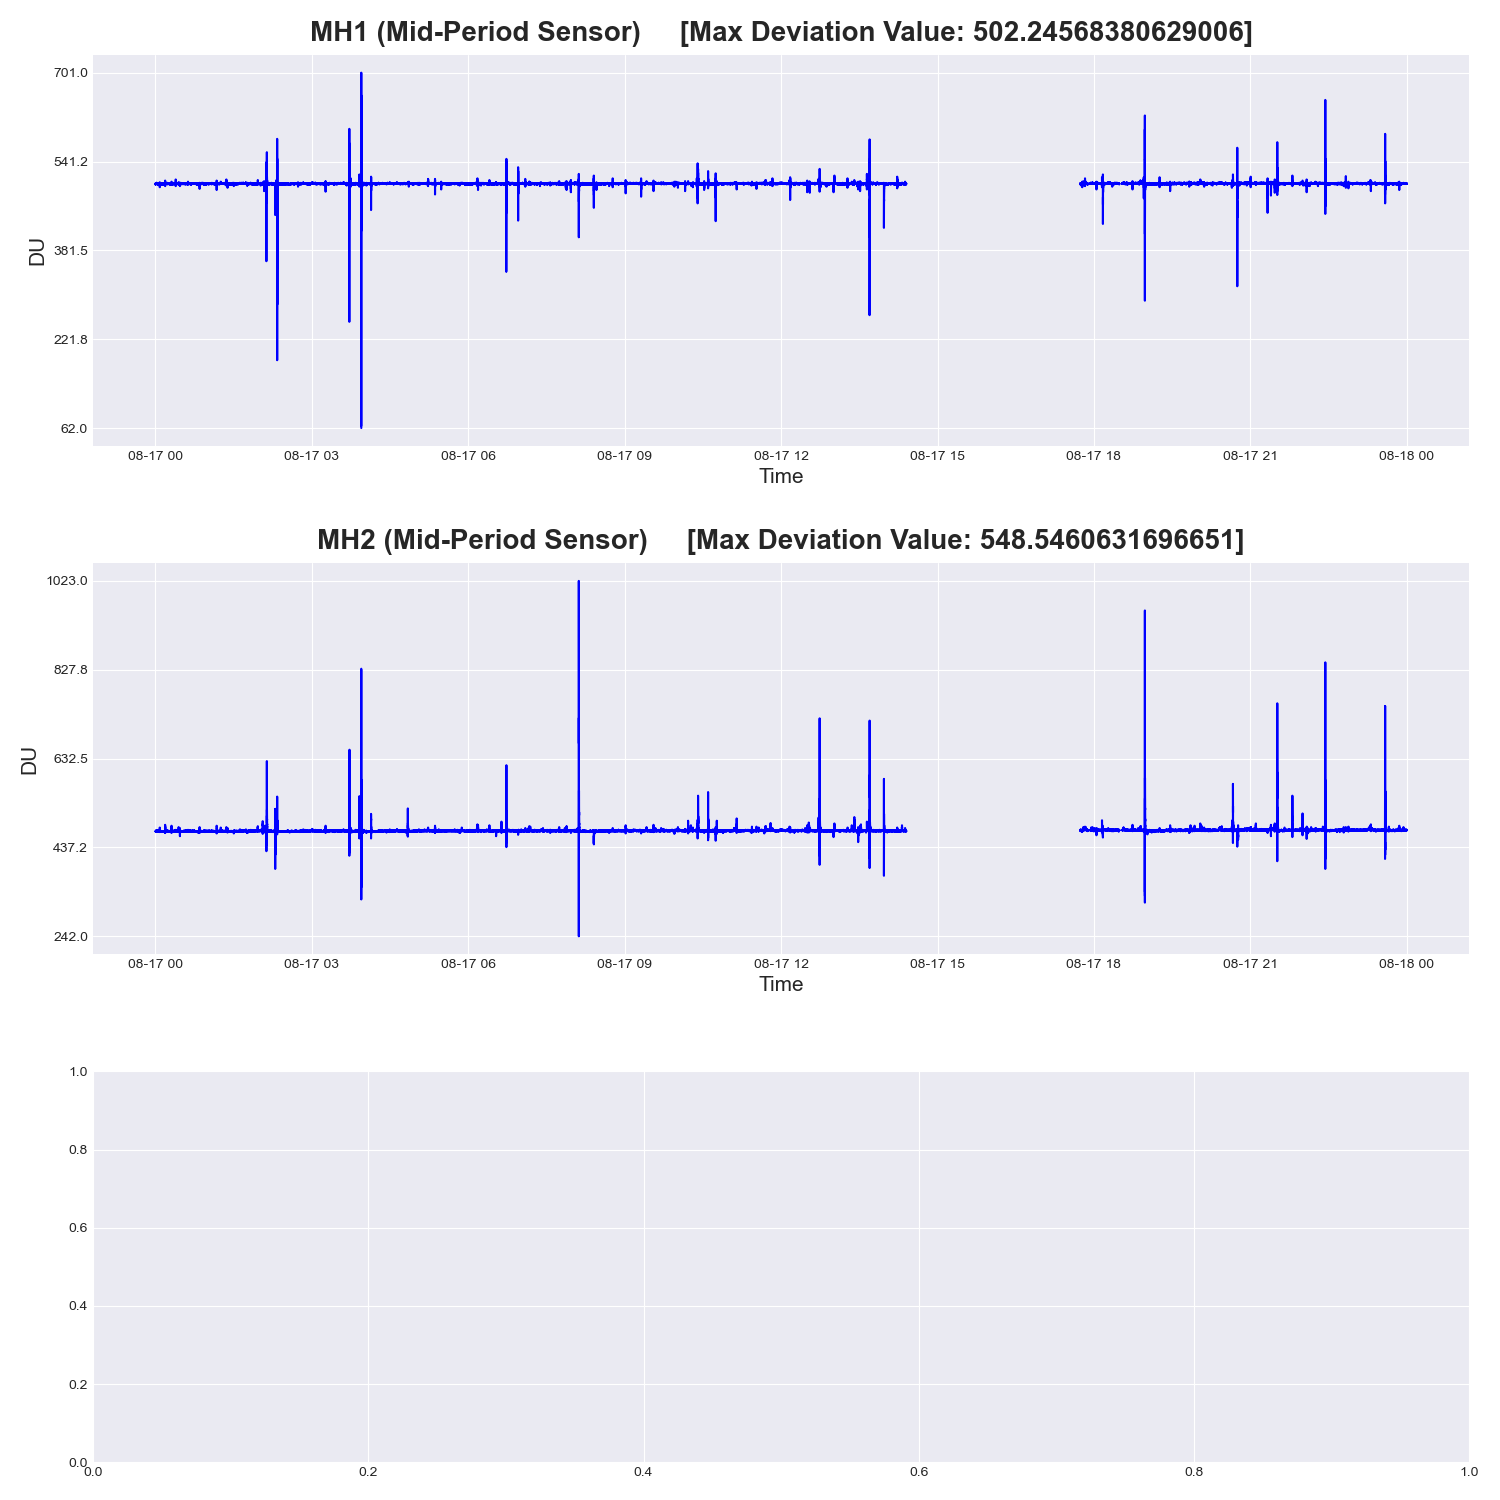 MH1 (Mid-Period Sensor) [Max Deviation Value: 502.24568380629006]
701.0
541.2
381.5
221.8
62.0
DU
08-17 00 08-17 03 08-17 06 08-17 09 08-17 12 08-17 15 08-17 18 08-17 21 08-18 00
Time
MH2 (Mid-Period Sensor) [Max Deviation Value: 548.5460631696651]
1023.0
827.8
632.5
437.2
242.0
DU
08-17 00 08-17 03 08-17 06 08-17 09 08-17 12 08-17 15 08-17 18 08-17 21 08-18 00
Time
1.0
0.8
0.6
0.4
0.2
0.0
0.0 0.2 0.4 0.6 0.8 1.0